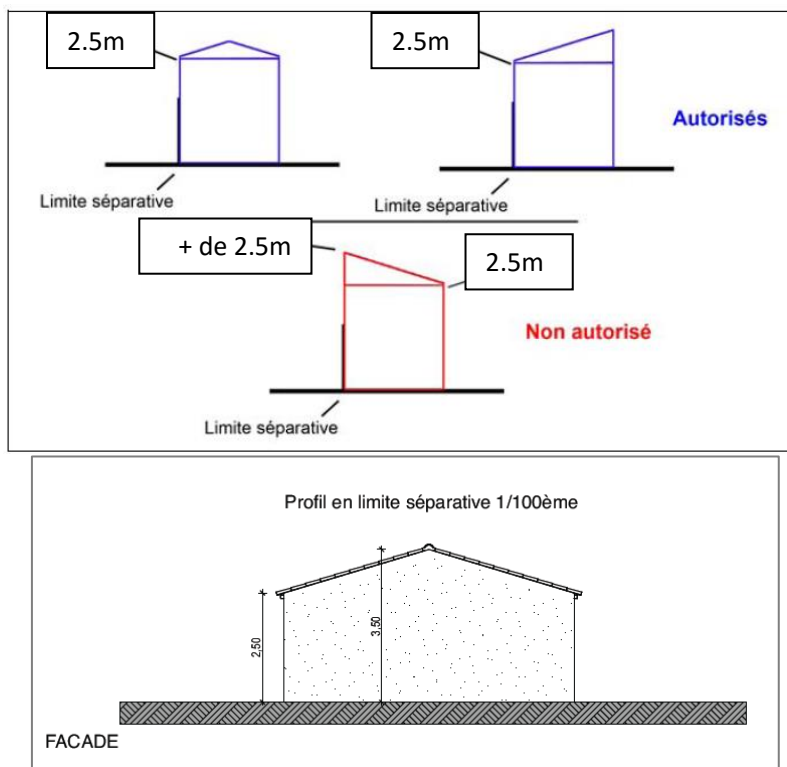 2.5m
2.5m
Autorisés
Limite séparative
Limite séparative
+ de 2.5m
2.5m
Non autorisé
Limite séparative
Profil en limite séparative 1/100ème
2,50
3,50
FACADE